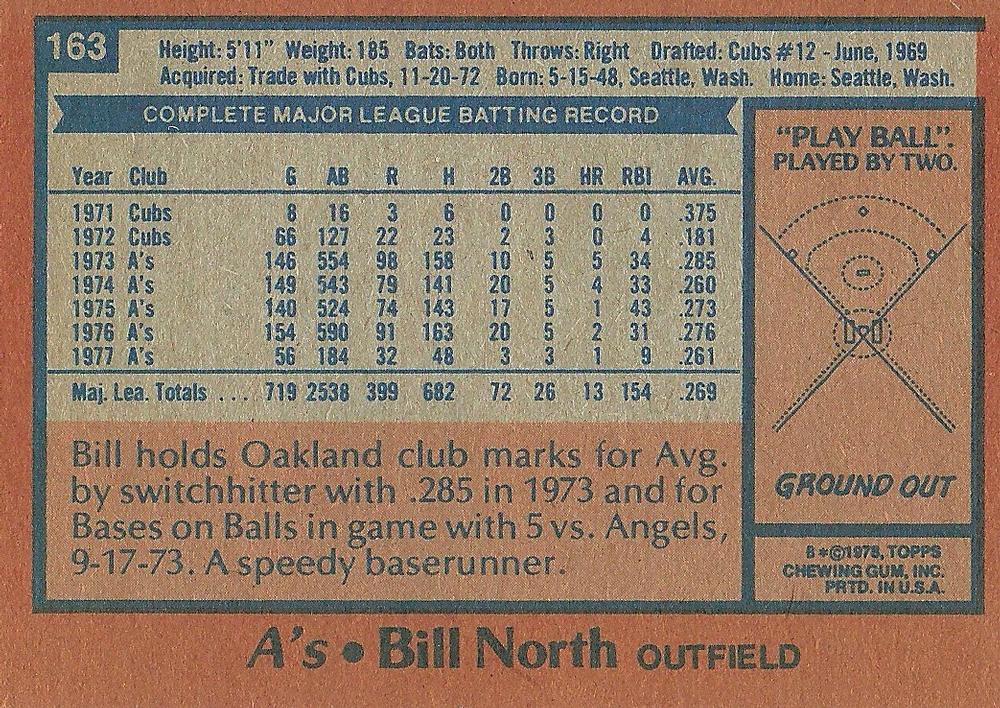 163
Height: 5'11" Weight: 185 Bats: Both Throws: Right Drafted: Cubs #12 - June, 1969
Acquired: Trade with Cubs, 11-20-72 Born: 5-15-48, Seattle, Wash. Home: Seattle, Wash.
COMPLETE MAJOR LEAGUE BATTING RECORD
Year Club G AB R H 2B 3B HR RBI AVG.
1971 Cubs 8 16 3 6 0 0 0 0 .375
1972 Cubs 66 127 22 23 2 3 0 4 .181
1973 A's 146 554 98 158 10 5 5 34 .285
1974 A's 149 543 79 141 20 5 4 33 .260
1975 A's 140 524 74 143 17 5 1 43 .273
1976 A's 154 590 91 163 20 5 2 31 .276
1977 A's 56 184 32 48 3 3 1 9 .261
Maj. Lea. Totals ... 719 2538 399 682 72 26 13 154 .269
Bill holds Oakland club marks for Avg.
by switchhitter with .285 in 1973 and for
Bases on Balls in game with 5 vs. Angels,
9-17-73. A speedy baserunner.
"PLAY BALL".
PLAYED BY TWO.
GROUND OUT
B*©1978, TOPPS
CHEWING GUM, INC.
PRTD. IN U.S.A.
A's • Bill North OUTFIELD